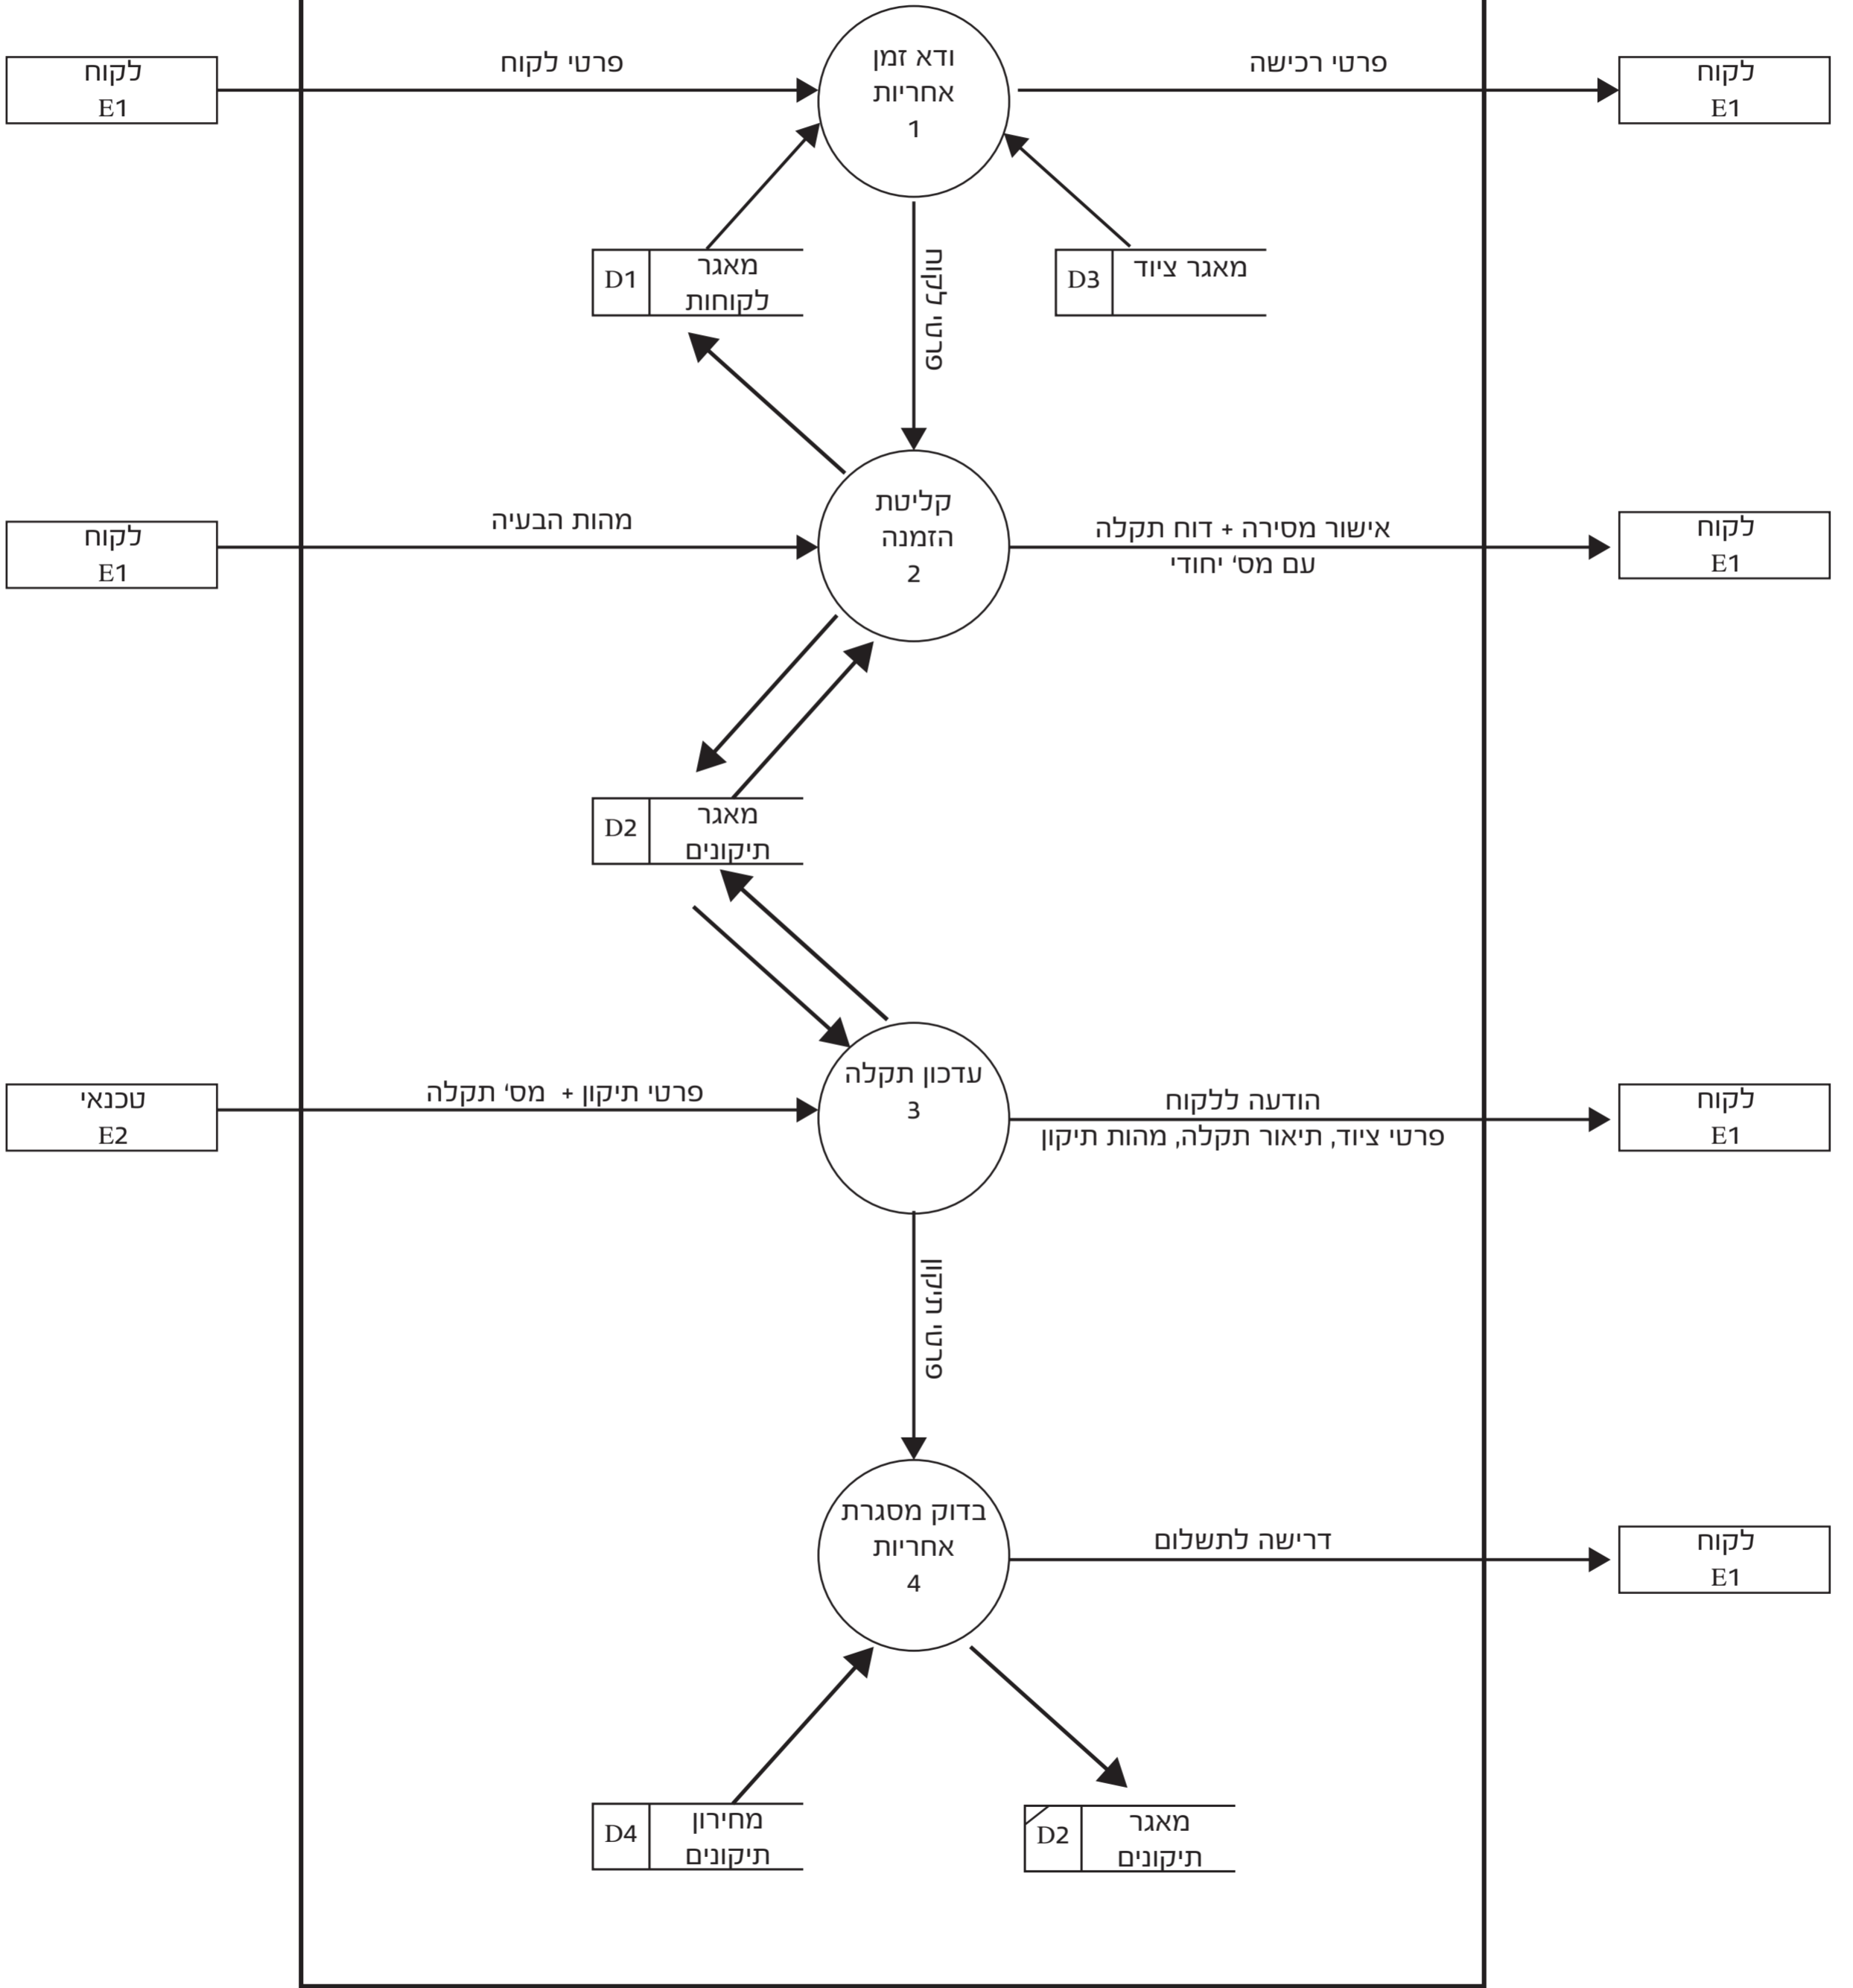 לקוח
E1
פרטי לקוח
ודא זמן
אחריות
1
פרטי רכישה
לקוח
E1
D1
מאגר
לקוחות
פרטי לקוח
D3
מאגר ציוד
לקוח
E1
מהות הבעיה
קליטת
הזמנה
2
אישור מסירה + דוח תקלה
עם מס' יחודי
לקוח
E1
D2
מאגר
תיקונים
טכנאי
E2
פרטי תיקון + מס' תקלה
עדכון תקלה
3
הודעה ללקוח
פרטי ציוד, תיאור תקלה, מהות תיקון
לקוח
E1
פרטי תיקון
בדוק מסגרת
אחריות
4
דרישה לתשלום
לקוח
E1
D4
מחירון
תיקונים
D2
מאגר
תיקונים